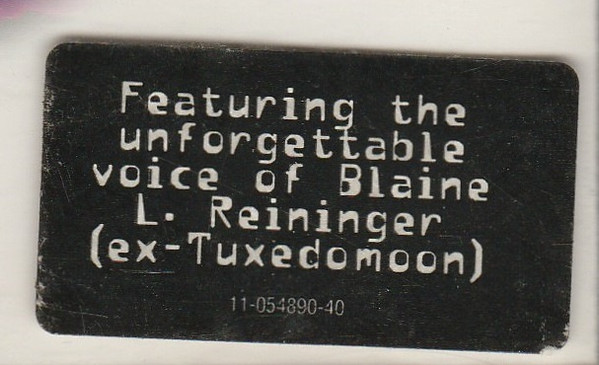 Featuring the
unforgettable
voice of Blaine
L. Reininger
(ex-Tuxedomoon)
11-054890-40